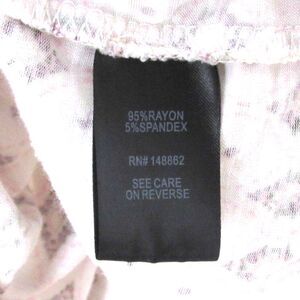 95%RAYON
5%SPANDEX
RN# 148862
SEE CARE
ON REVERSE